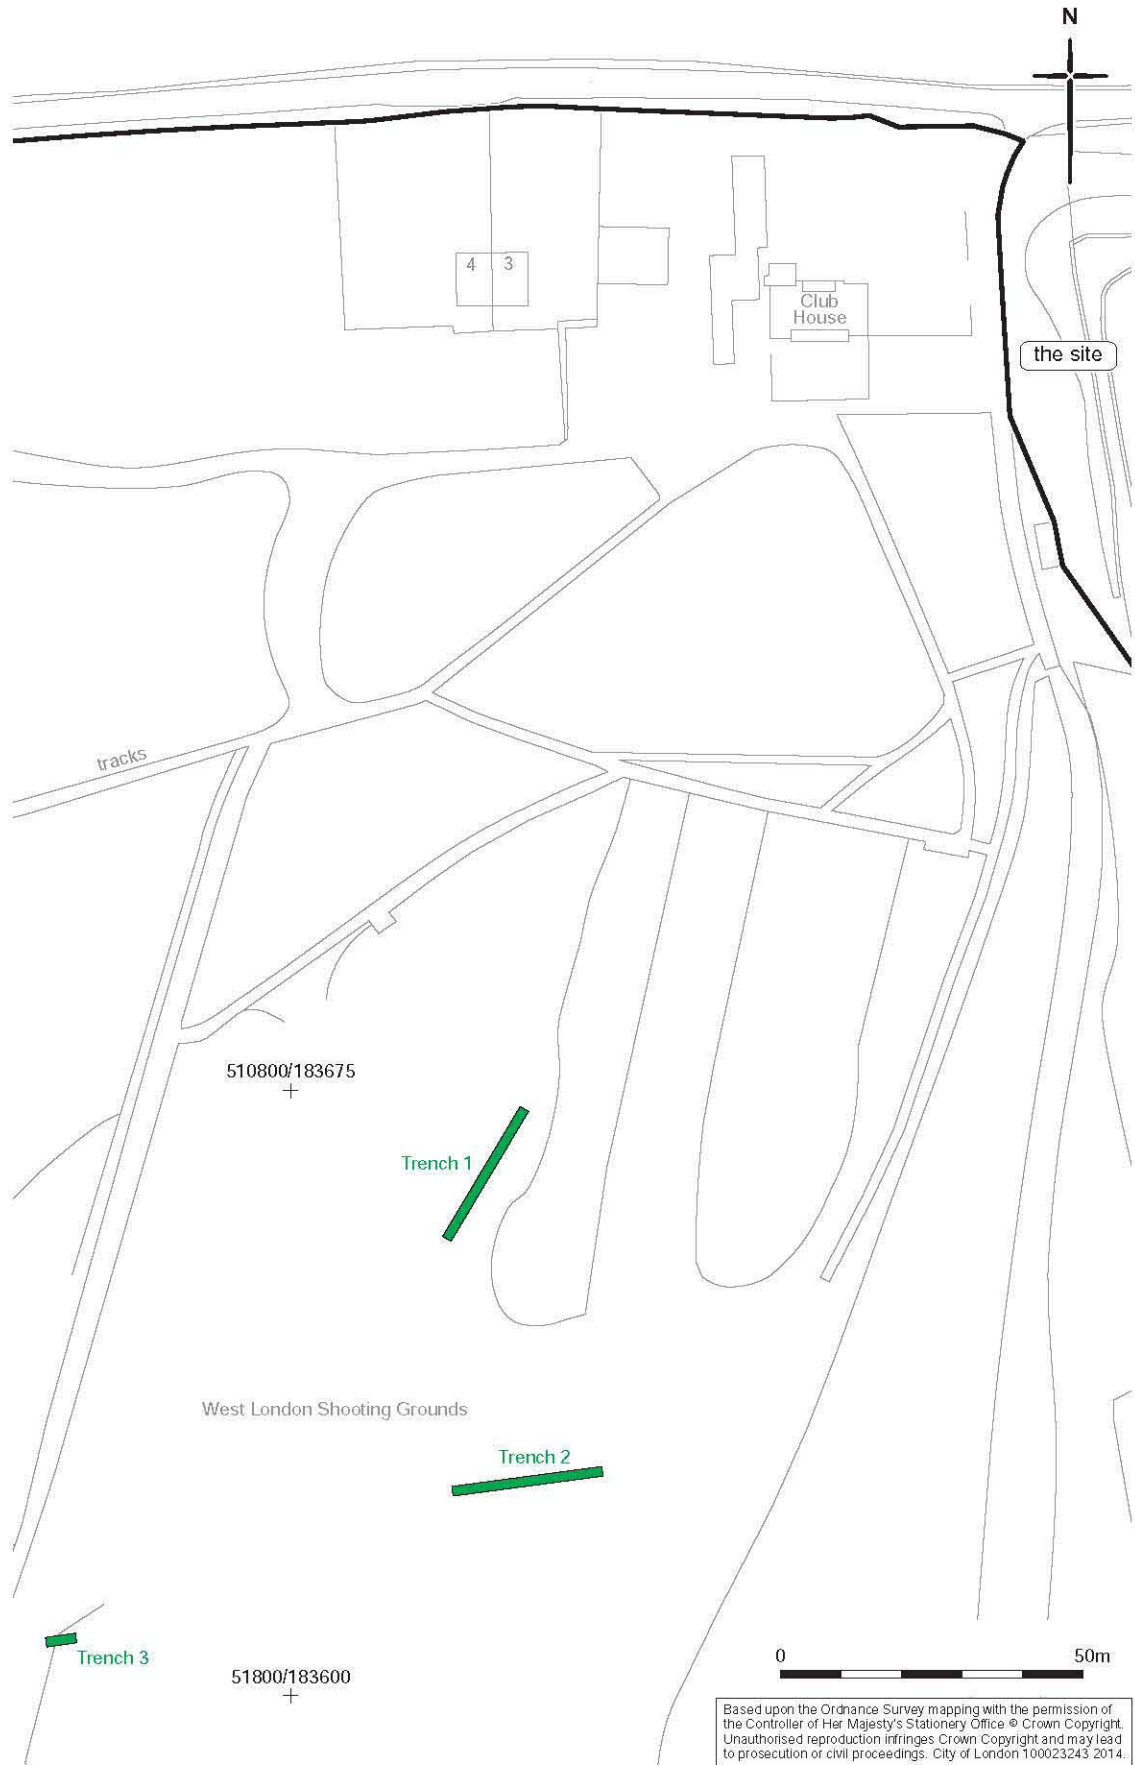 N
4 3
Club
House
the site
tracks
510800/183675
Trench 1
West London Shooting Grounds
Trench 2
Trench 3
51800/183600
0 50m
Based upon the Ordnance Survey mapping with the permission of
the Controller of Her Majesty's Stationery Office © Crown Copyright.
Unauthorised reproduction infringes Crown Copyright and may lead
to prosecution or civil proceedings. City of London 100023243 2014.